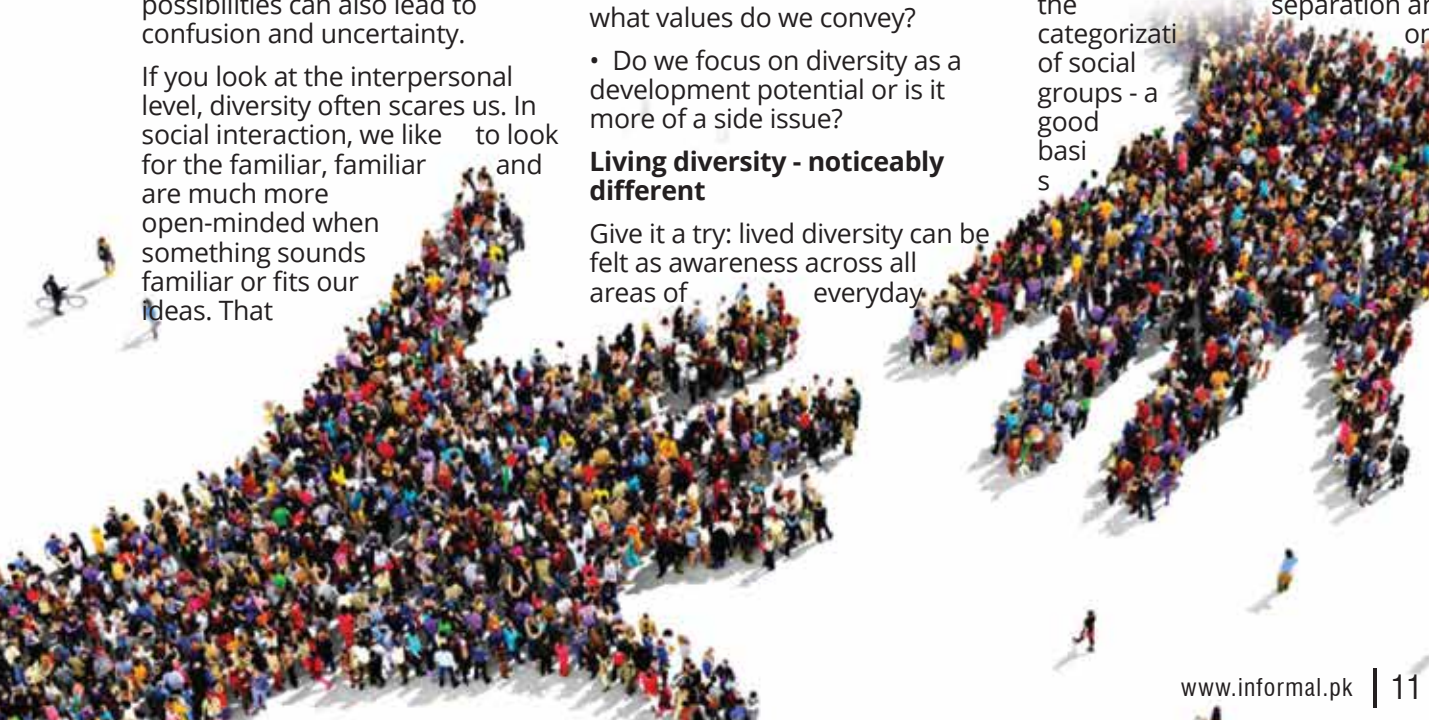 possibilities can also lead to
confusion and uncertainty.
If you look at the interpersonal
level, diversity often scares us. In
social interaction, we like to look
for the familiar, familiar and
are much more
open-minded when
something sounds
familiar or fits our
ideas. That
what values do we convey?
• Do we focus on diversity as a
development potential or is it
more of a side issue?
Living diversity - noticeably
different
Give it a try: lived diversity can be
felt as awareness across all
areas of everyday
the separation
categorizati
of social
groups - a
good
basi
s
www.informal.pk | 11